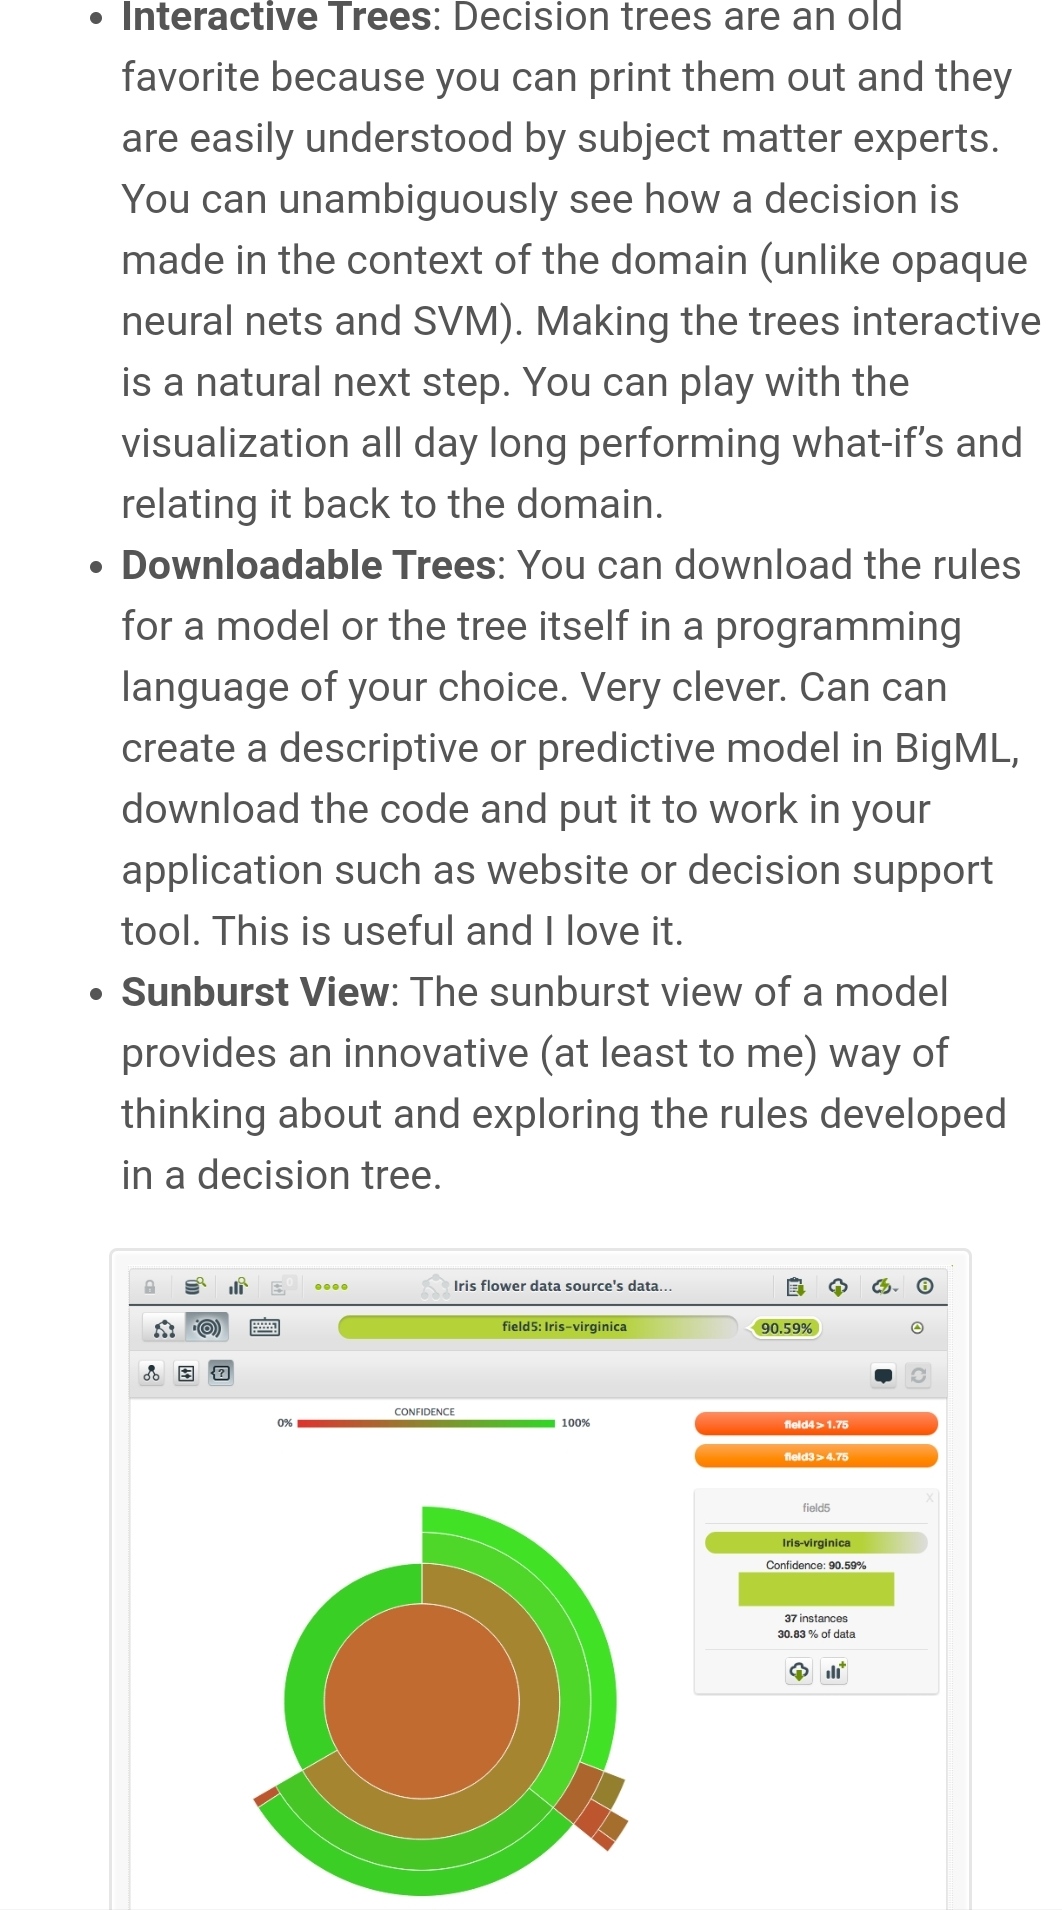 • Interactive Trees: Decision trees are an old
favorite because you can print them out and they
are easily understood by subject matter experts.
You can unambiguously see how a decision is
made in the context of the domain (unlike opaque
neural nets and SVM). Making the trees interactive
is a natural next step. You can play with the
visualization all day long performing what-if’s and
relating it back to the domain.
• Downloadable Trees: You can download the rules
for a model or the tree itself in a programming
language of your choice. Very clever. Can can
create a descriptive or predictive model in BigML,
download the code and put it to work in your
application such as website or decision support
tool. This is useful and I love it.
• Sunburst View: The sunburst view of a model
provides an innovative (at least to me) way of
thinking about and exploring the rules developed
in a decision tree.
Iris flower data source's data...
field5: Iris-virginica
90.59%
CONFIDENCE
0% 100%
field4 > 1.75
field3 > 4.75
X
field5
Iris-virginica
Confidence: 90.59%
37 instances
30.83 % of data